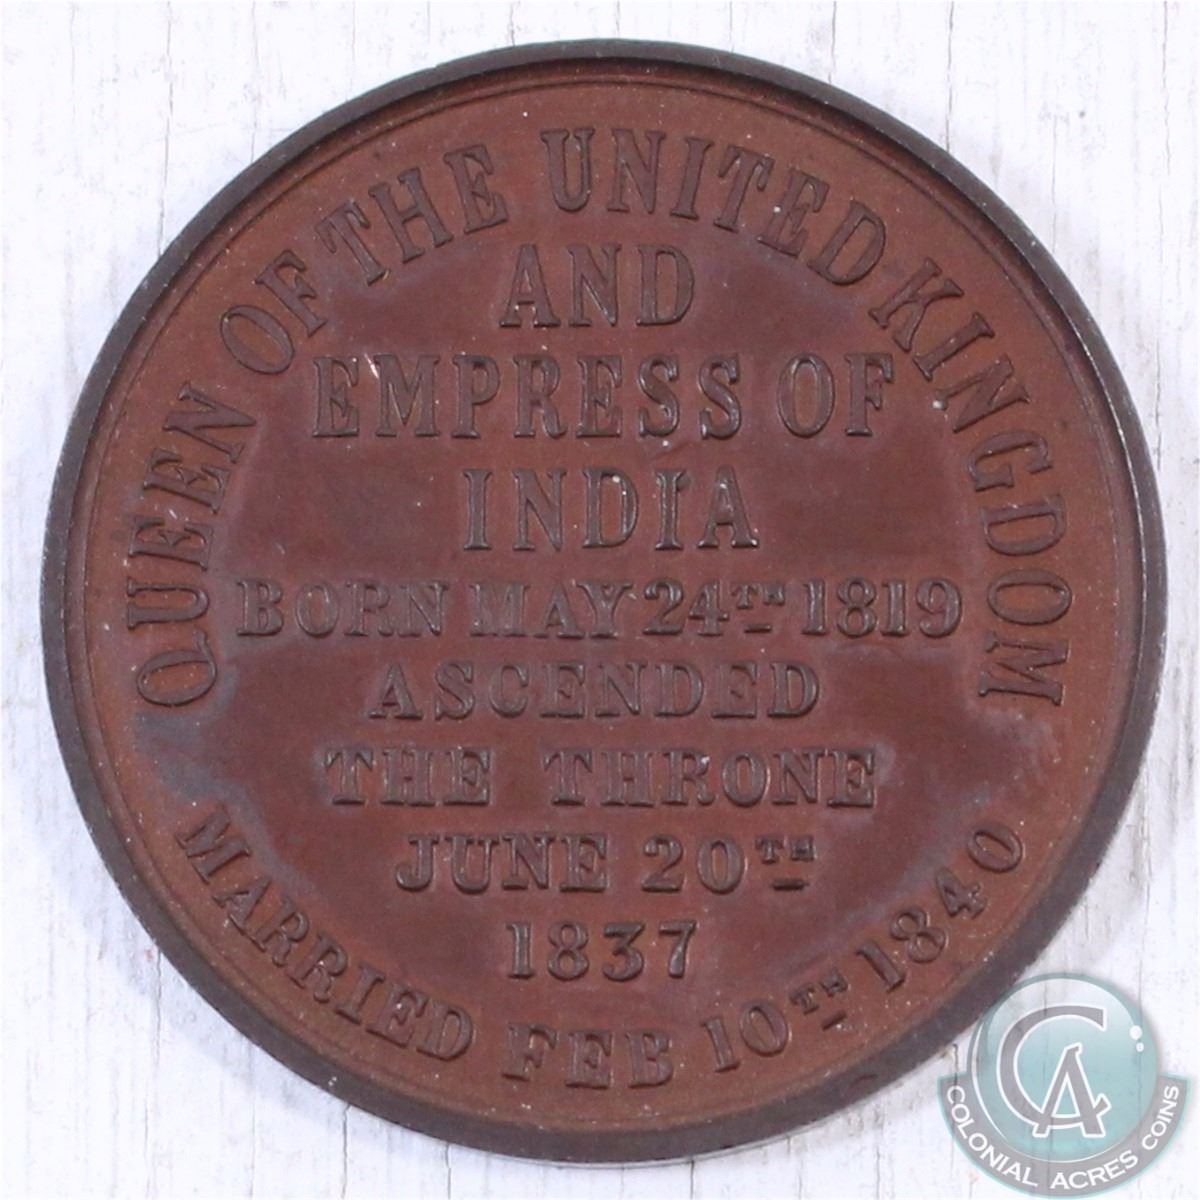 QUEEN OF THE UNITED KINGDOM
AND
EMPRESS OF
INDIA
BORN MAY 24TH 1819
ASCENDED
THE THRONE
JUNE 20TH
1837
MARRIED FEB 10TH 1840
CA
COLONIAL ACRES COINS